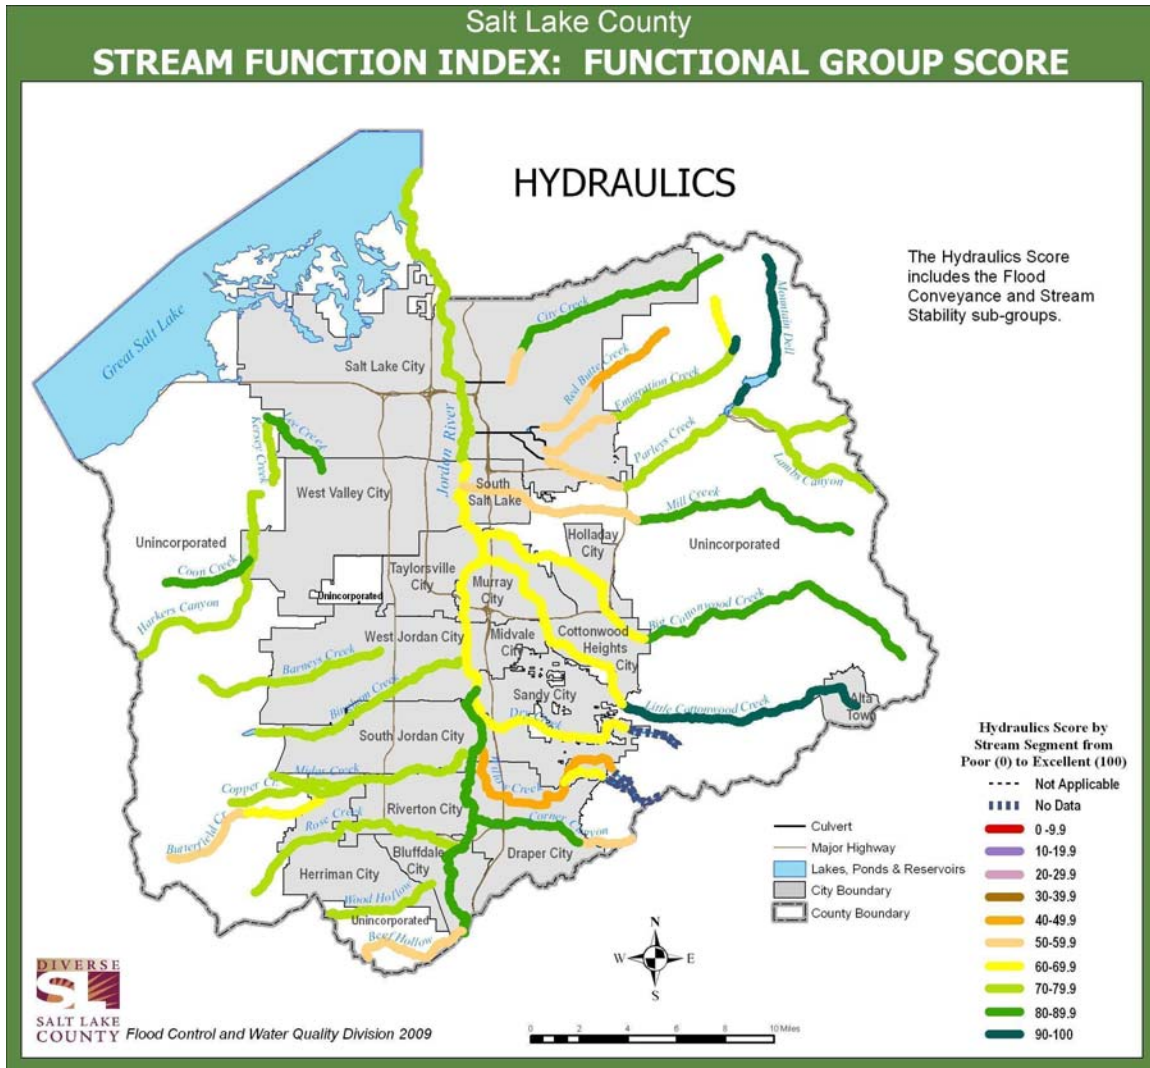 Salt Lake County
STREAM FUNCTION INDEX: FUNCTIONAL GROUP SCORE
HYDRAULICS
The Hydraulics Score
includes the Flood
Conveyance and Stream
Stability sub-groups.
Great Salt Lake
Salt Lake City
City Creek
Mountain Dell
Red Butte Creek
Emigration Creek
Parleys Creek
Lambs Canyon
Jordan River
Lee Creek
Kersey Creek
West Valley City
South
Salt Lake
Mill Creek
Unincorporated
Holladay
City
Unincorporated
Coon Creek
Taylorsville
City
Murray
City
Unincorporated
Harkers Canyon
Big Cottonwood Creek
West Jordan City
Midvale
City
Cottonwood
Heights
City
Barneys Creek
Bingham Creek
Sandy City
Little Cottonwood Creek
Alta
Town
Dry Creek
South Jordan City
Midas Creek
Copper Cr.
Willow Creek
Riverton City
Butterfield Cr.
Rose Creek
Corner Canyon
Bluffdale
City
Draper City
Herriman City
Wood Hollow
Unincorporated
Beef Hollow
Culvert
Major Highway
Lakes, Ponds & Reservoirs
City Boundary
County Boundary
Hydraulics Score by
Stream Segment from
Poor (0) to Excellent (100)
Not Applicable
No Data
0 -9.9
10-19.9
20-29.9
30-39.9
40-49.9
50-59.9
60-69.9
70-79.9
80-89.9
90-100
N
W
E
S
0 2 4 6 8 10 Miles
DIVERSE
SL
SALT LAKE
COUNTY
Flood Control and Water Quality Division 2009